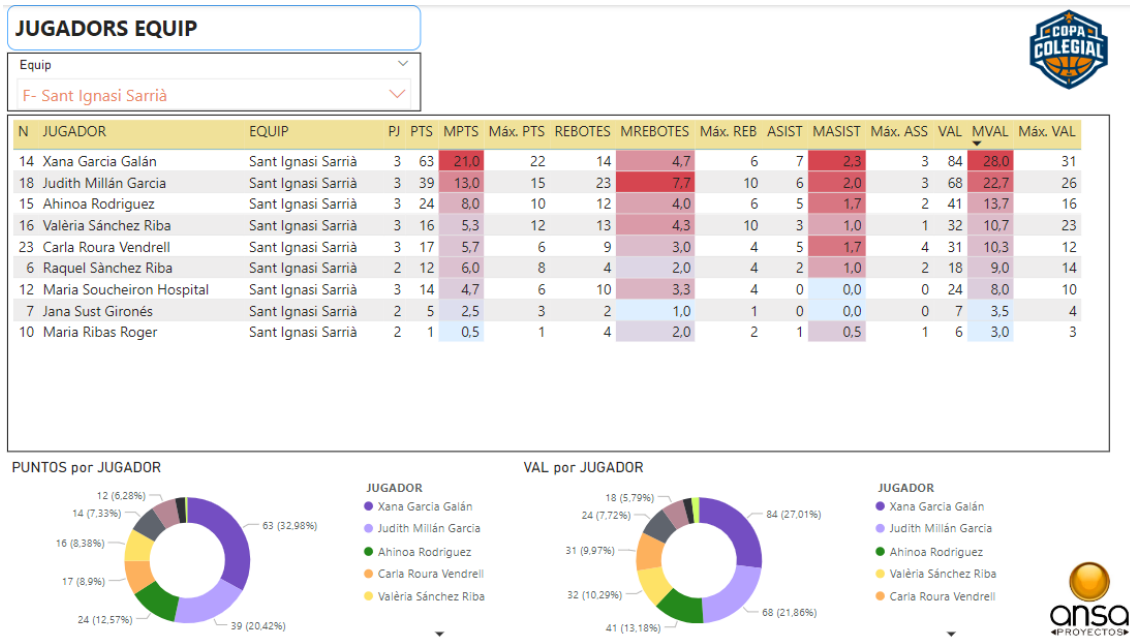 JUGADORS EQUIP
COPA
COLEGIAL
Equip
F- Sant Ignasi Sarrià
N JUGADOR EQUIP PJ PTS MPTS Máx. PTS REBOTES MREBOTES Máx. REB ASIST MASIST Máx. ASS VAL MVAL Máx. VAL
14 Xana Garcia Galán Sant Ignasi Sarrià 3 63 21,0 22 14 4,7 6 7 2,3 3 84 28,0 31
18 Judith Millán Garcia Sant Ignasi Sarrià 3 39 13,0 15 23 7,7 10 6 2,0 3 68 22,7 26
15 Ahinoa Rodriguez Sant Ignasi Sarrià 3 24 8,0 10 12 4,0 6 5 1,7 2 41 13,7 16
16 Valèria Sánchez Riba Sant Ignasi Sarrià 3 16 5,3 12 13 4,3 10 3 1,0 1 32 10,7 23
23 Carla Roura Vendrell Sant Ignasi Sarrià 3 17 5,7 6 9 3,0 4 5 1,7 4 31 10,3 12
6 Raquel Sànchez Riba Sant Ignasi Sarrià 2 12 6,0 8 4 2,0 4 2 1,0 2 18 9,0 14
12 Maria Soucheiron Hospital Sant Ignasi Sarrià 3 14 4,7 6 10 3,3 4 0 0,0 0 24 8,0 10
7 Jana Sust Gironés Sant Ignasi Sarrià 2 5 2,5 3 2 1,0 1 0 0,0 0 7 3,5 4
10 Maria Ribas Roger Sant Ignasi Sarrià 2 1 0,5 1 4 2,0 2 1 0,5 1 6 3,0 3
PUNTOS por JUGADOR
12 (6,28%)
14 (7,33%)
16 (8,38%)
17 (8,9%)
24 (12,57%)
39 (20,42%)
63 (32,98%)
JUGADOR
Xana Garcia Galán
Judith Millán Garcia
Ahinoa Rodriguez
Carla Roura Vendrell
Valèria Sánchez Riba
VAL por JUGADOR
18 (5,79%)
24 (7,72%)
31 (9,97%)
32 (10,29%)
41 (13,18%)
68 (21,86%)
84 (27,01%)
JUGADOR
Xana Garcia Galán
Judith Millán Garcia
Ahinoa Rodriguez
Valèria Sánchez Riba
Carla Roura Vendrell
ansa
PROYECTOS